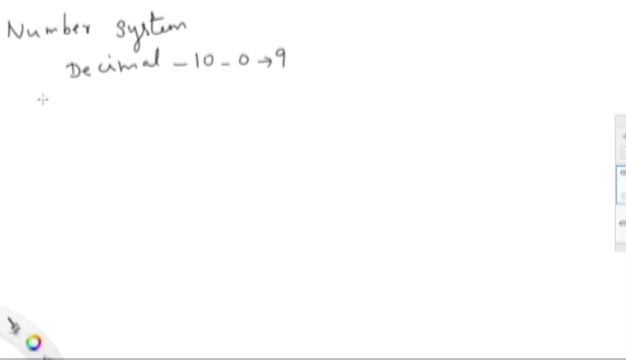 Number System
Decimal - 10 - 0 → 9